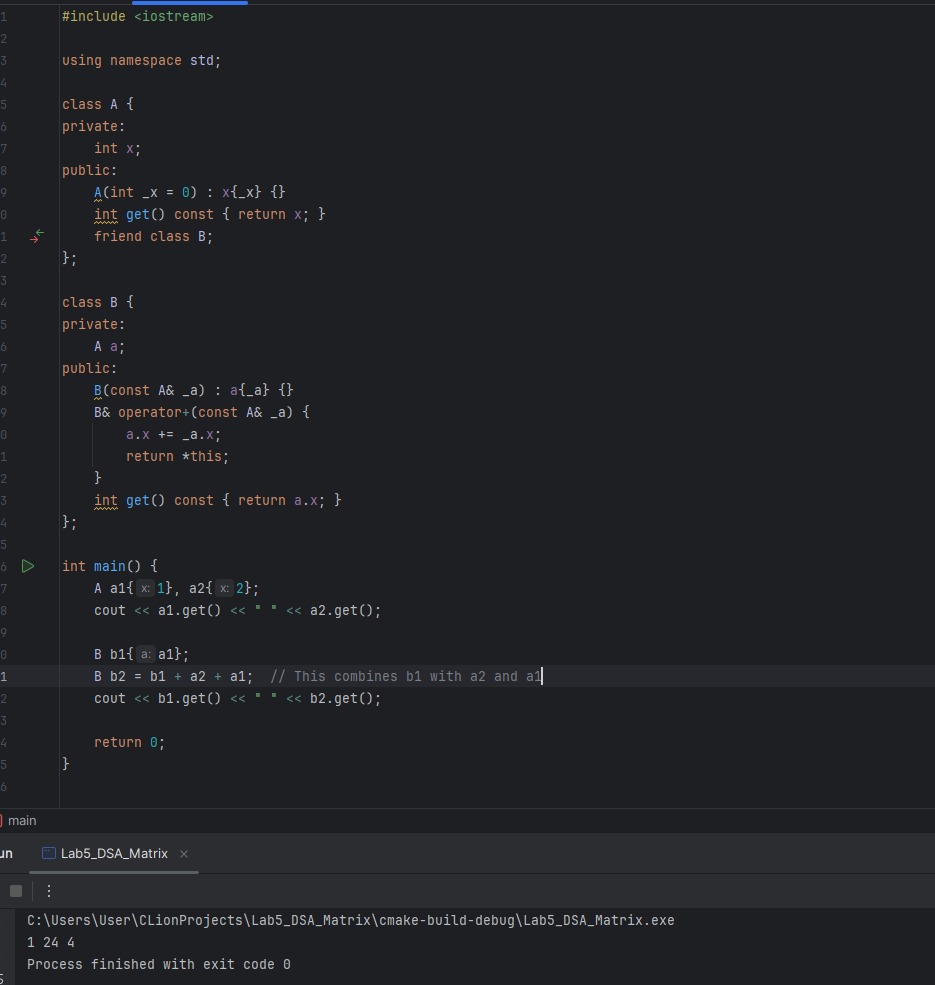 1 #include <iostream>
2
3 using namespace std;
4
5 class A {
6 private:
7     int x;
8 public:
9     A(int _x = 0) : x{_x} {}
0     int get() const { return x; }
1     friend class B;
2 };
3
4 class B {
5 private:
6     A a;
7 public:
8     B(const A& _a) : a{_a} {}
9     B& operator+(const A& _a) {
0         a.x += _a.x;
1         return *this;
2     }
3     int get() const { return a.x; }
4 };
5
6 int main() {
7     A a1{ x: 1}, a2{ x: 2};
8     cout << a1.get() << " " << a2.get();
9
0     B b1{ a: a1};
1     B b2 = b1 + a2 + a1;  // This combines b1 with a2 and a1
2     cout << b1.get() << " " << b2.get();
3
4     return 0;
5 }
6
main
un Lab5_DSA_Matrix ×
C:\Users\User\CLionProjects\Lab5_DSA_Matrix\cmake-build-debug\Lab5_DSA_Matrix.exe
1 24 4
Process finished with exit code 0